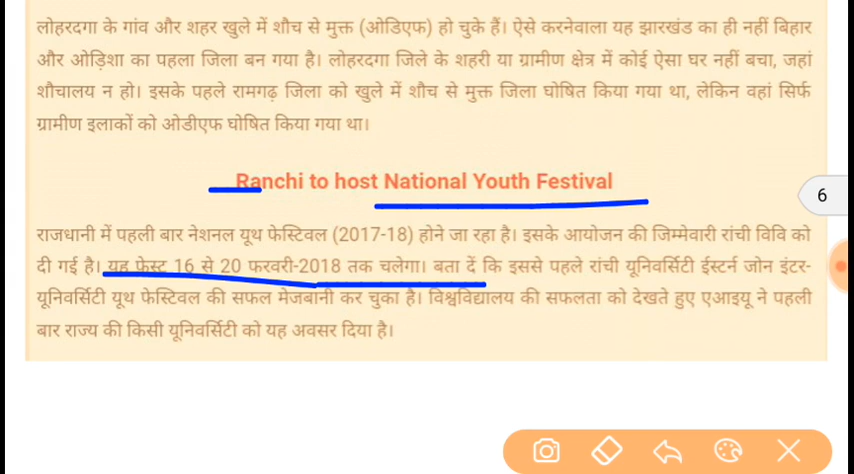 लोहरदगा के गांव और शहर खुले में शौच से मुक्त (ओडिएफ) हो चुके हैं। ऐसे करनेवाला यह झारखंड का ही नहीं बिहार
और ओड़िशा का पहला जिला बन गया है। लोहरदगा जिले के शहरी या ग्रामीण क्षेत्र में कोई ऐसा घर नहीं बचा, जहां
शौचालय न हो। इसके पहले रामगढ़ जिला को खुले में शौच से मुक्त जिला घोषित किया गया था, लेकिन वहां सिर्फ
ग्रामीण इलाकों को ओडीएफ घोषित किया गया था।
Ranchi to host National Youth Festival
6
राजधानी में पहली बार नेशनल यूथ फेस्टिवल (2017-18) होने जा रहा है। इसके आयोजन की जिम्मेवारी रांची विवि को
दी गई है। यह फेस्ट 16 से 20 फरवरी-2018 तक चलेगा। बता दें कि इससे पहले रांची यूनिवर्सिटी ईस्टर्न जोन इंटर-
यूनिवर्सिटी यूथ फेस्टिवल की सफल मेजबानी कर चुका है। विश्वविद्यालय की सफलता को देखते हुए एआइयू ने पहली
बार राज्य की किसी यूनिवर्सिटी को यह अवसर दिया है।